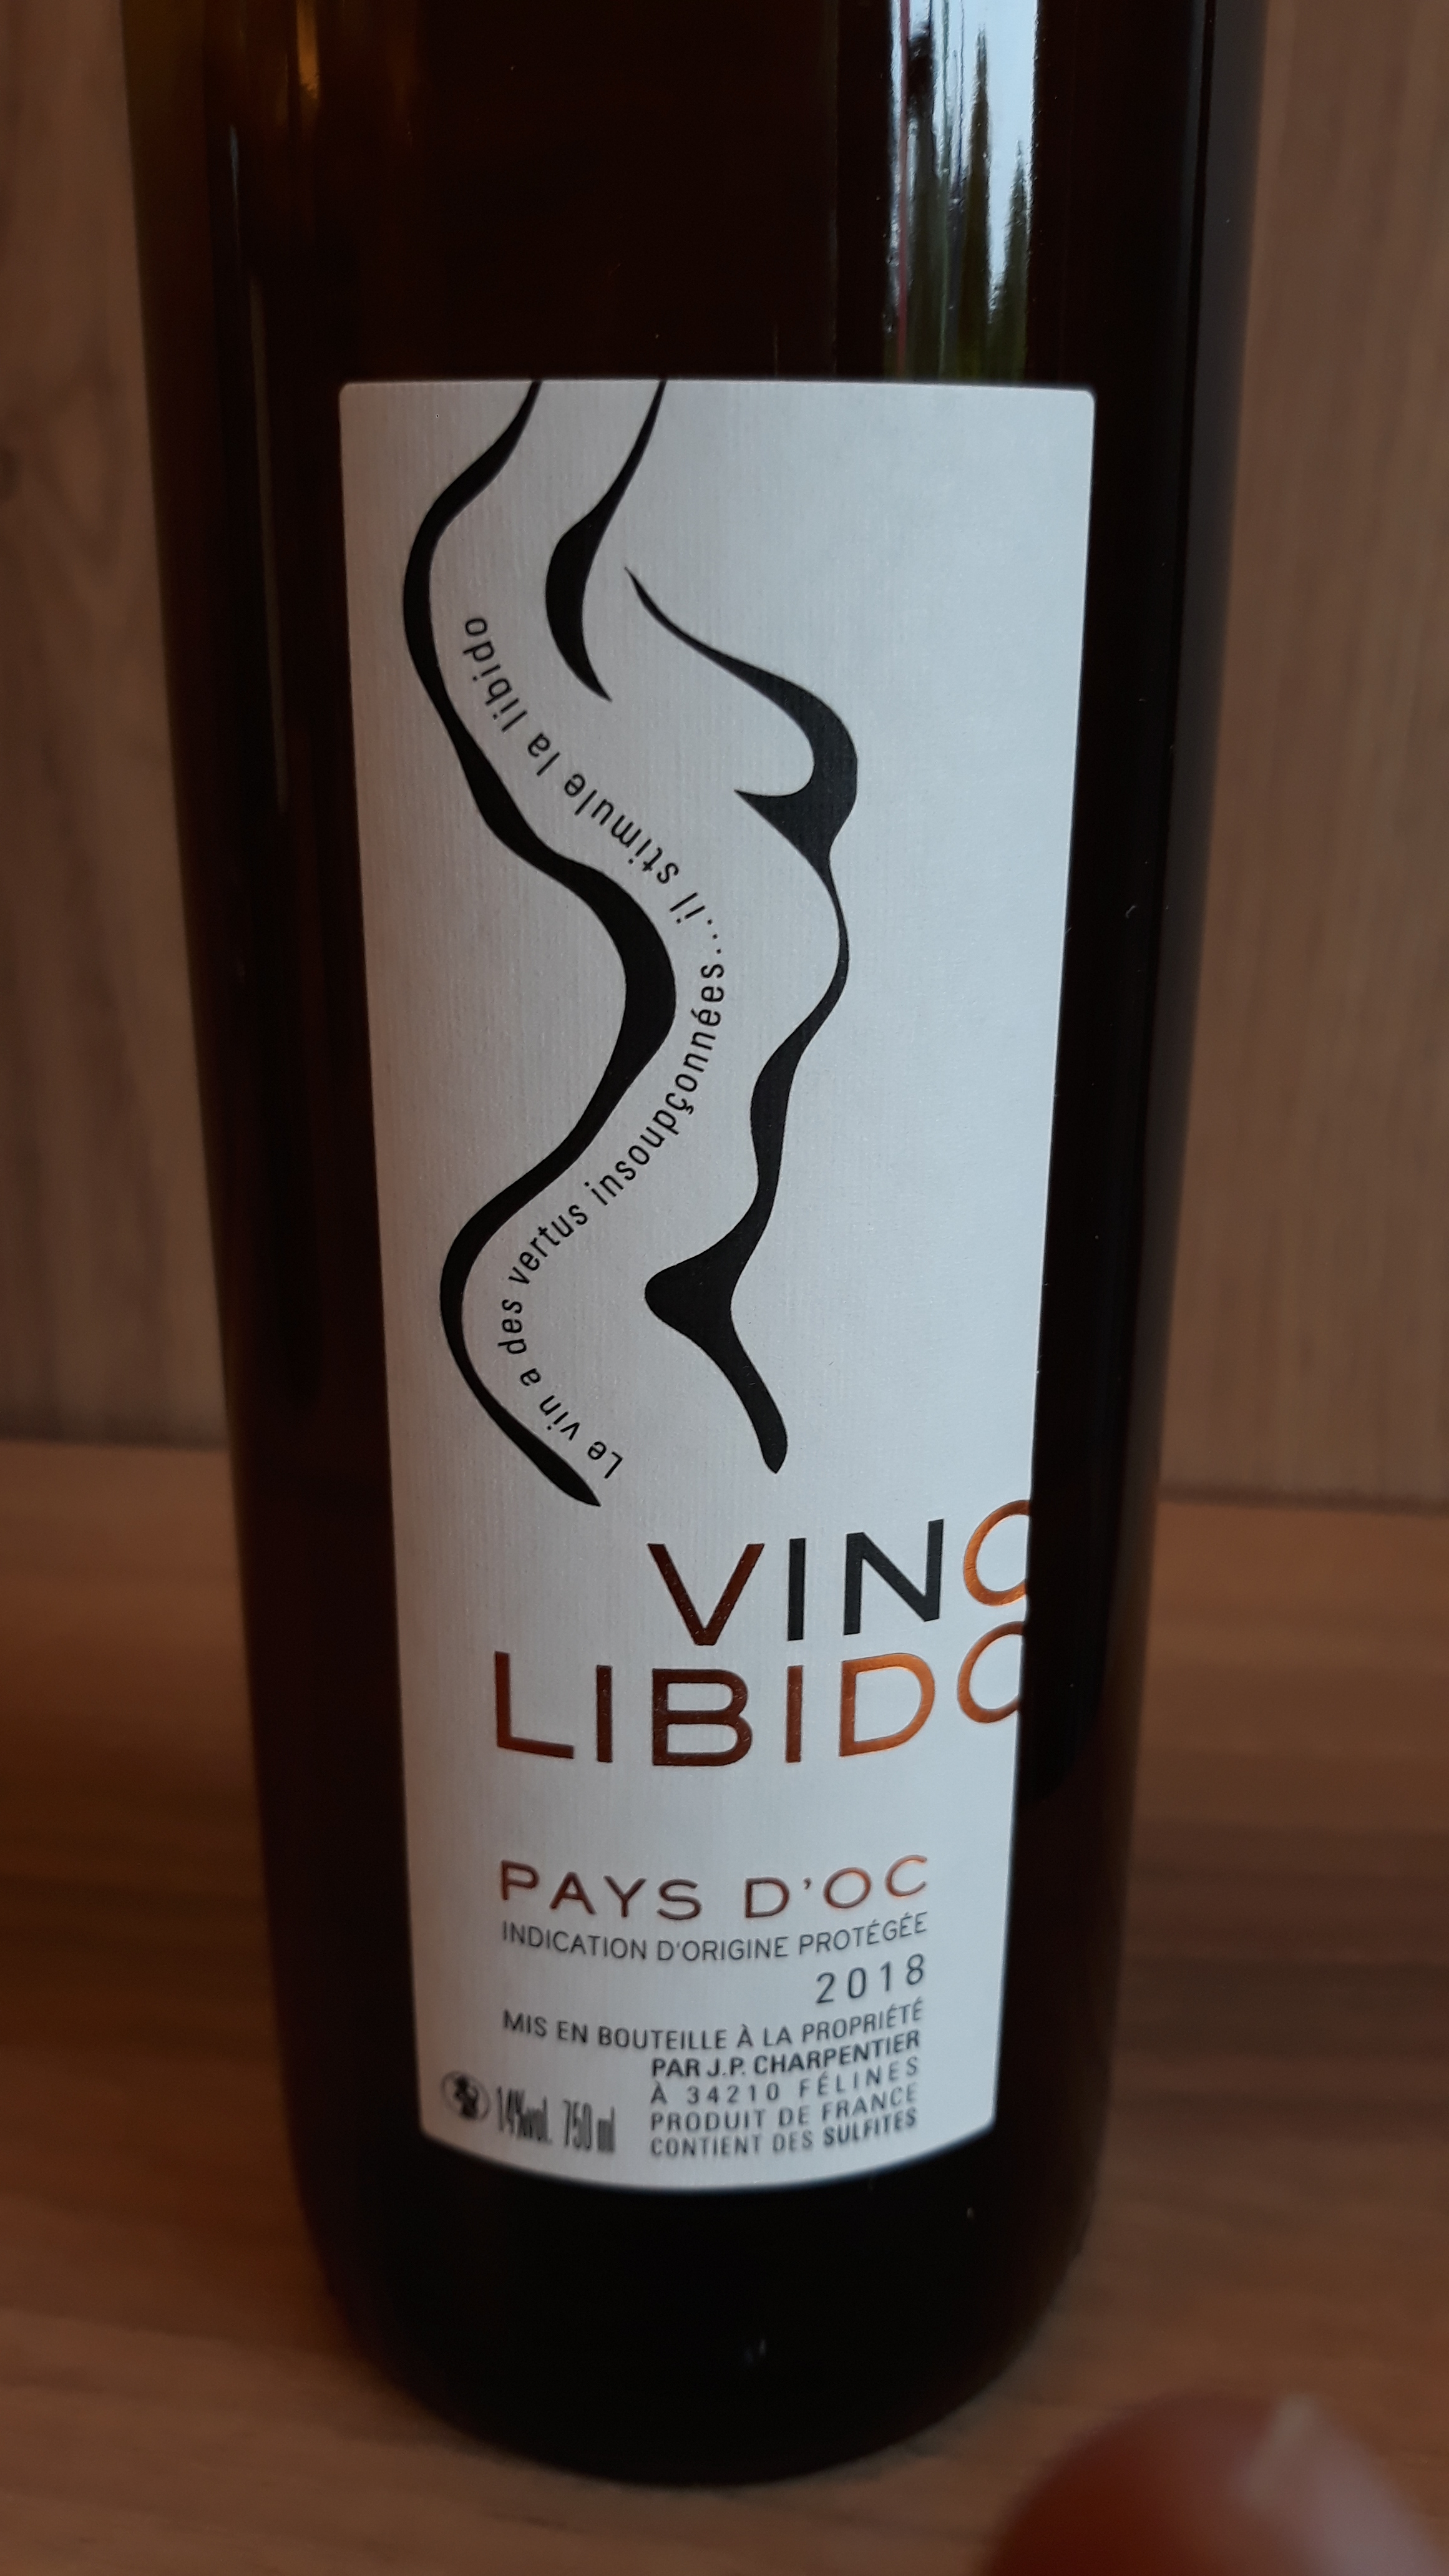 Le vin a des vertus insoupçonnées...il stimule la libido
VINO
LIBIDO
PAYS D'OC
INDICATION D'ORIGINE PROTÉGÉE
2018
MIS EN BOUTEILLE À LA PROPRIÉTÉ
PAR J.P. CHARPENTIER
À 34210 FÉLINES
PRODUIT DE FRANCE
CONTIENT DES SULFITES
14%vol. 750 ml